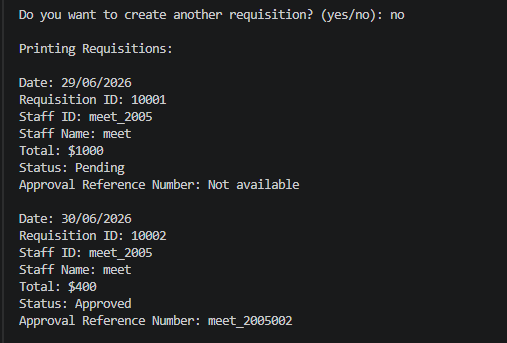 Do you want to create another requisition? (yes/no): no
Printing Requisitions:
Date: 29/06/2026
Requisition ID: 10001
Staff ID: meet_2005
Staff Name: meet
Total: $1000
Status: Pending
Approval Reference Number: Not available
Date: 30/06/2026
Requisition ID: 10002
Staff ID: meet_2005
Staff Name: meet
Total: $400
Status: Approved
Approval Reference Number: meet_2005002